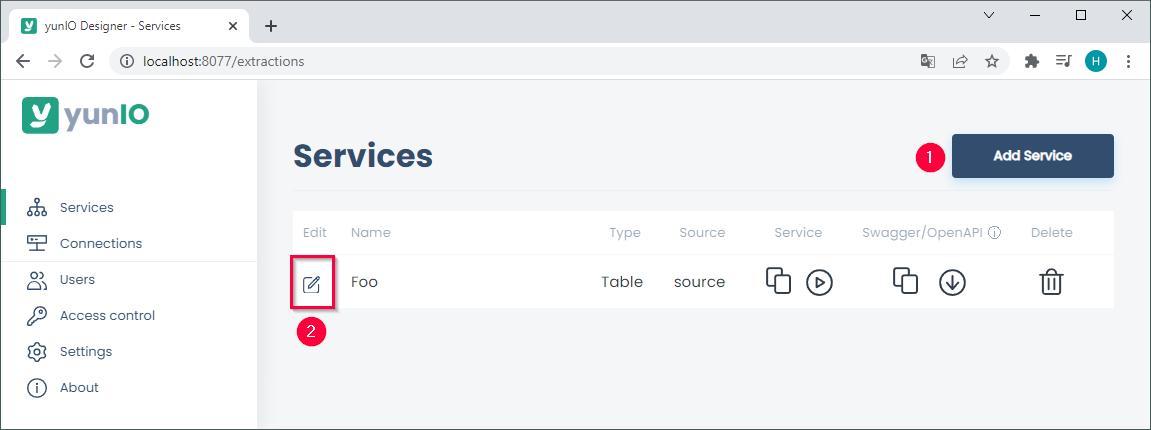 yunIO Designer - Services
localhost:8077/extractions
H
yunIO
Services
Connections
Users
Access control
Settings
About
Services
1
Add Service
Edit Name Type Source Service Swagger/OpenAPI Delete
Foo Table source
2